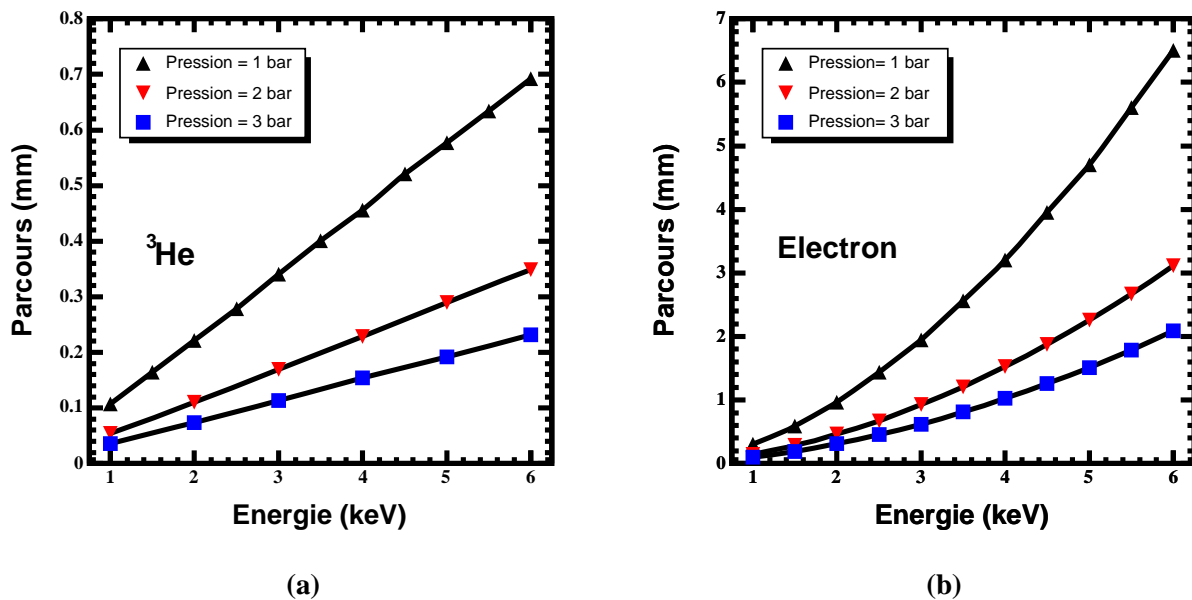 0.8
0.7
0.6
0.5
0.4
0.3
0.2
0.1
0
Parcours (mm)
Pression = 1 bar
Pression = 2 bar
Pression = 3 bar
3He
1 2 3 4 5 6
Energie (keV)
(a)
7
6
5
4
3
2
1
0
Parcours (mm)
Pression= 1 bar
Pression= 2 bar
Pression= 3 bar
Electron
1 2 3 4 5 6
Energie (keV)
(b)